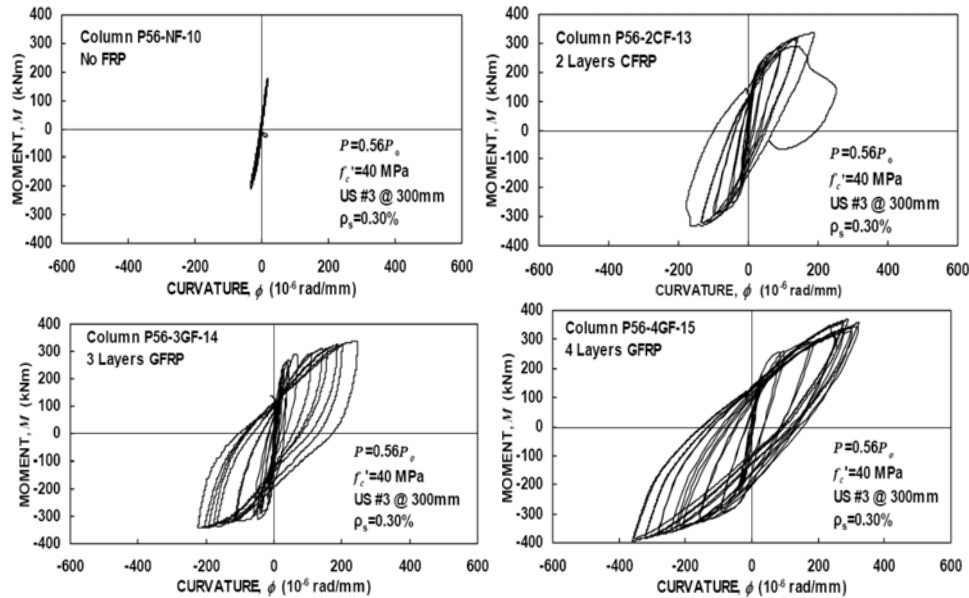 Column P56-NF-10
No FRP
MOMENT, M (kNm)
400
300
200
100
0
-100
-200
-300
-400
P=0.56Pₒ
f_c'=40 MPa
US #3 @ 300mm
ρₛ=0.30%
-600 -400 -200 0 200 400 600
CURVATURE, ϕ (10⁻⁶ rad/mm)
Column P56-2CF-13
2 Layers CFRP
MOMENT, M (kNm)
400
300
200
100
0
-100
-200
-300
-400
P=0.56Pₒ
f_c'=40 MPa
US #3 @ 300mm
ρₛ=0.30%
-600 -400 -200 0 200 400 600
CURVATURE, ϕ (10⁻⁶ rad/mm)
Column P56-3GF-14
3 Layers GFRP
MOMENT, M (kNm)
400
300
200
100
0
-100
-200
-300
-400
P=0.56Pₒ
f_c'=40 MPa
US #3 @ 300mm
ρₛ=0.30%
-600 -400 -200 0 200 400 600
CURVATURE, ϕ (10⁻⁶ rad/mm)
Column P56-4GF-15
4 Layers GFRP
MOMENT, M (kNm)
400
300
200
100
0
-100
-200
-300
-400
P=0.56Pₒ
f_c'=40 MPa
US #3 @ 300mm
ρₛ=0.30%
-600 -400 -200 0 200 400 600
CURVATURE, ϕ (10⁻⁶ rad/mm)